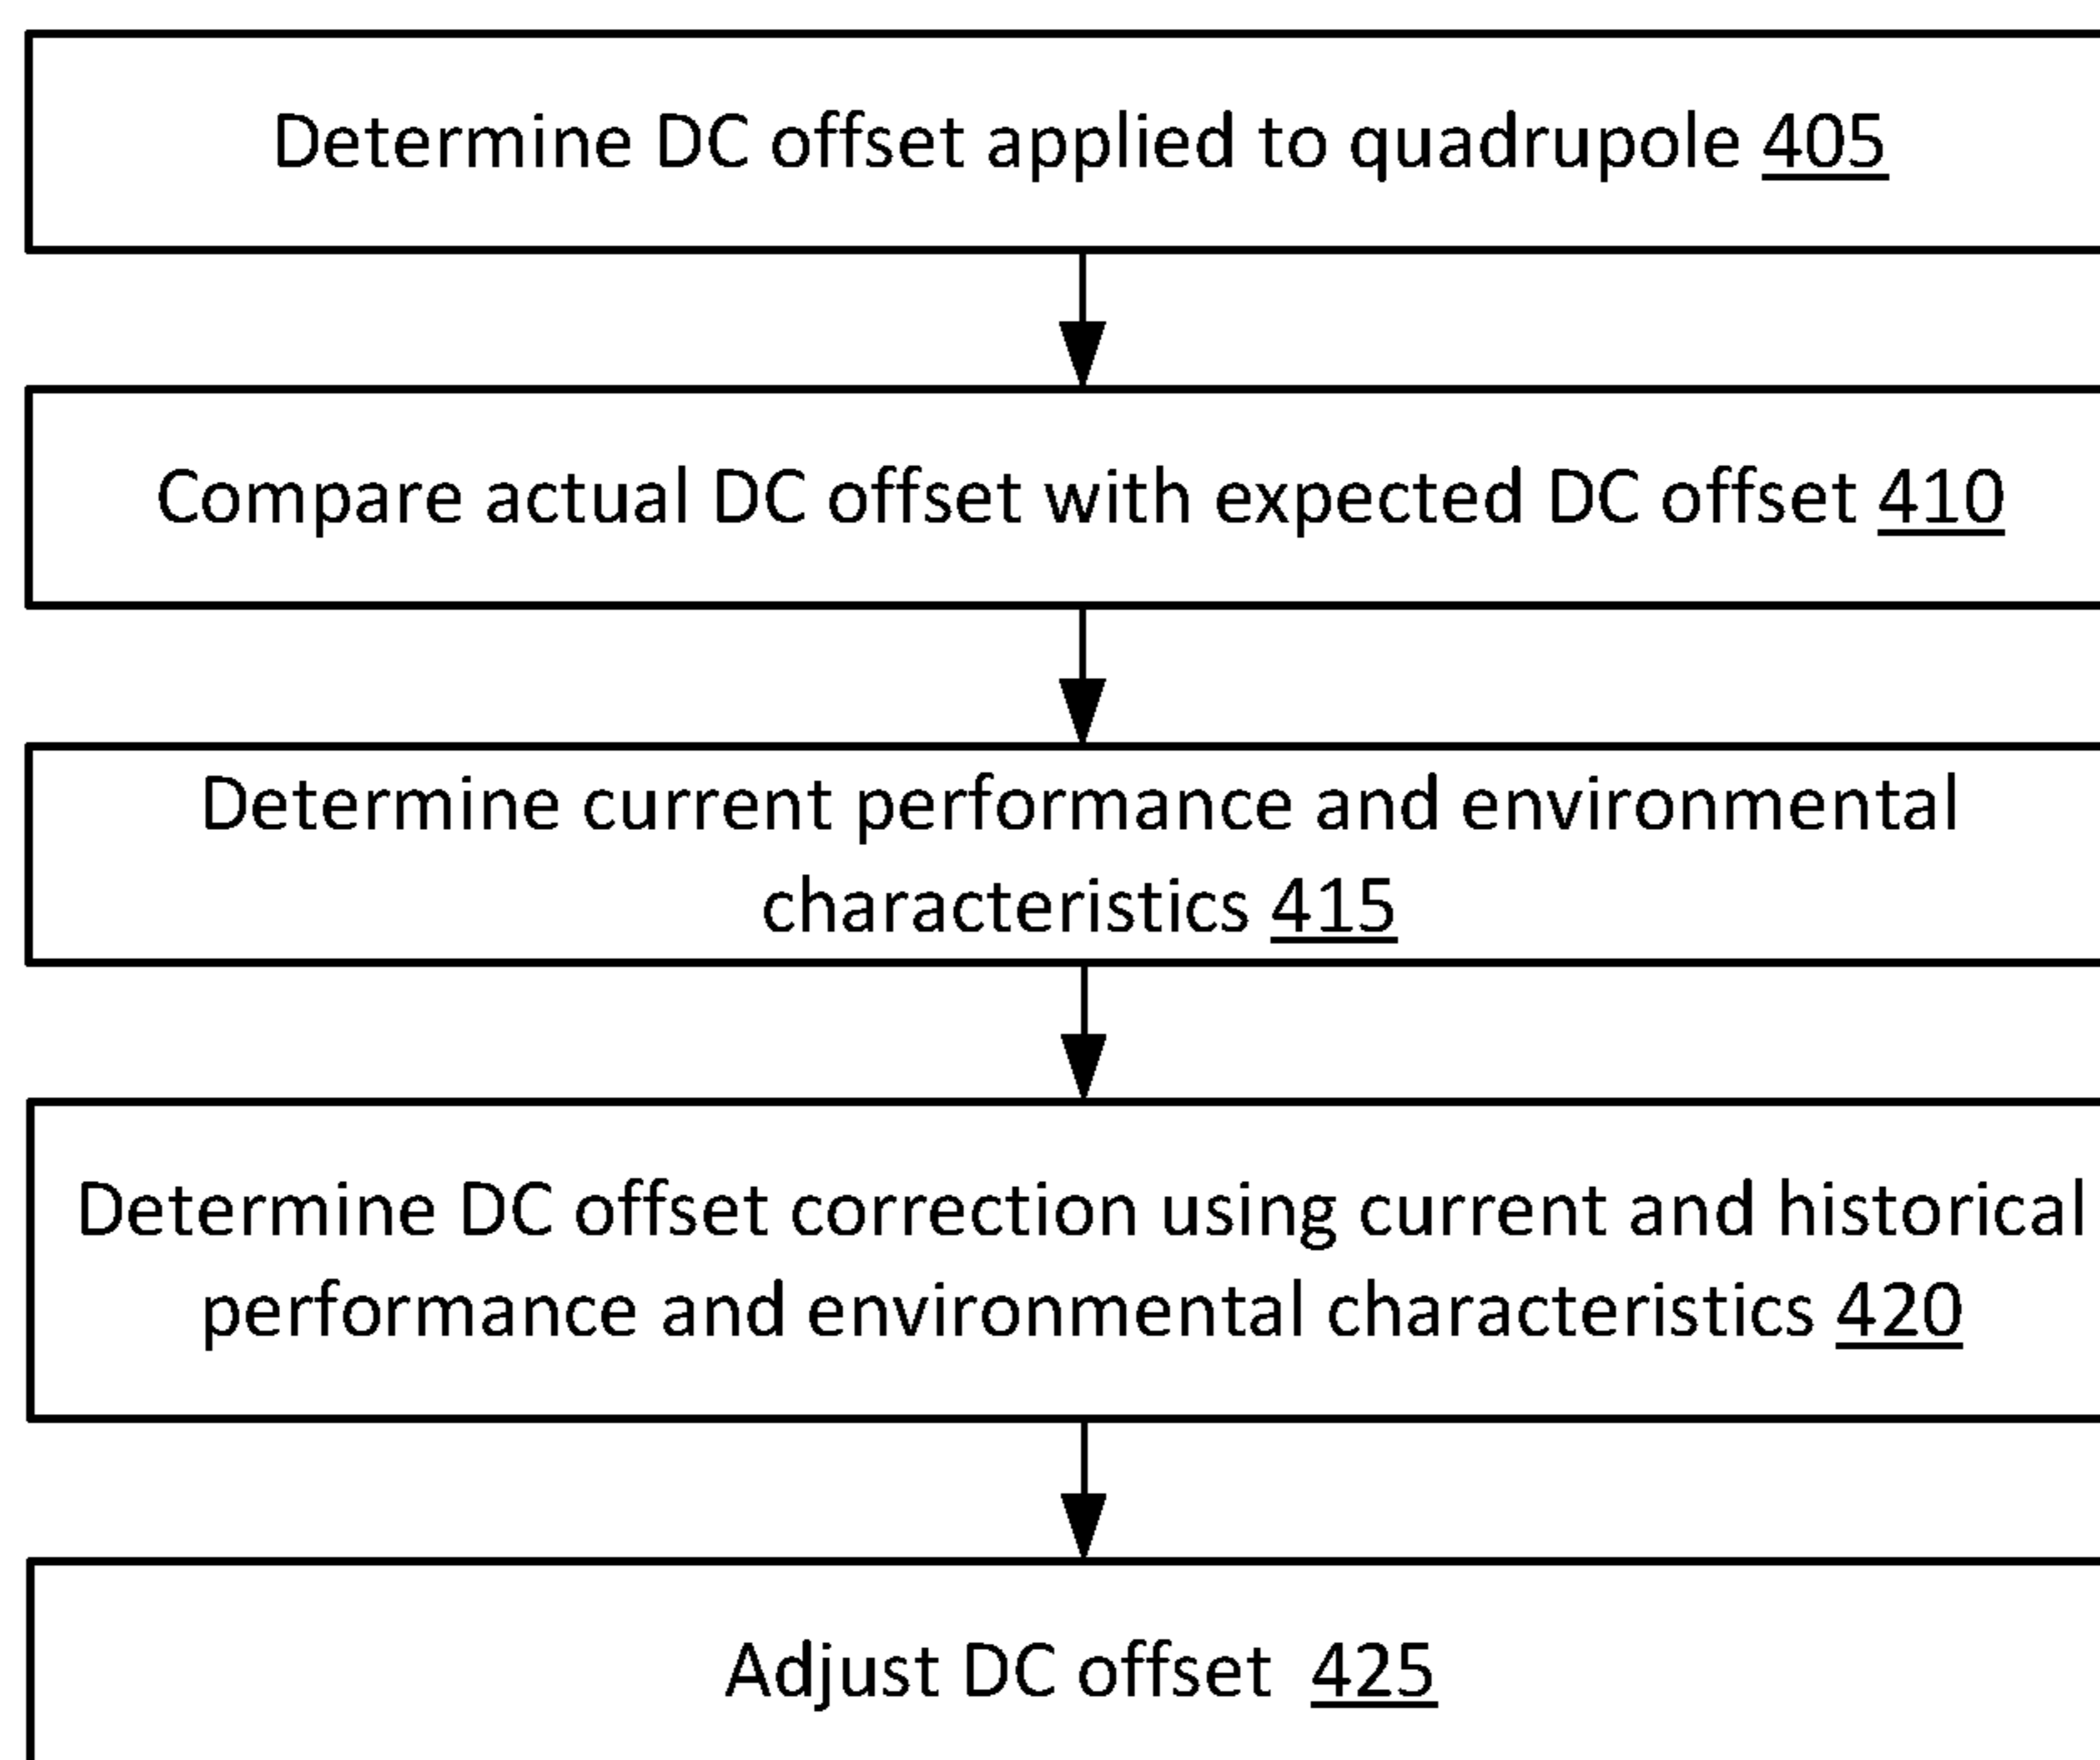 Determine DC offset applied to quadrupole 405
Compare actual DC offset with expected DC offset 410
Determine current performance and environmental
characteristics 415
Determine DC offset correction using current and historical
performance and environmental characteristics 420
Adjust DC offset 425